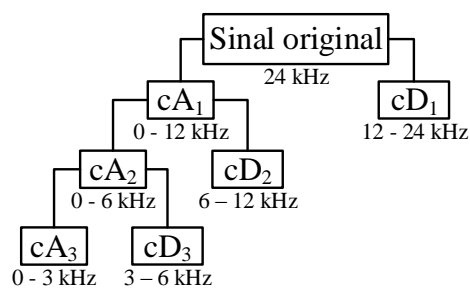 Sinal original
24 kHz
cA1
cD1
0 - 12 kHz
12 - 24 kHz
cA2
cD2
0 - 6 kHz
6 – 12 kHz
cA3
cD3
0 - 3 kHz
3 – 6 kHz